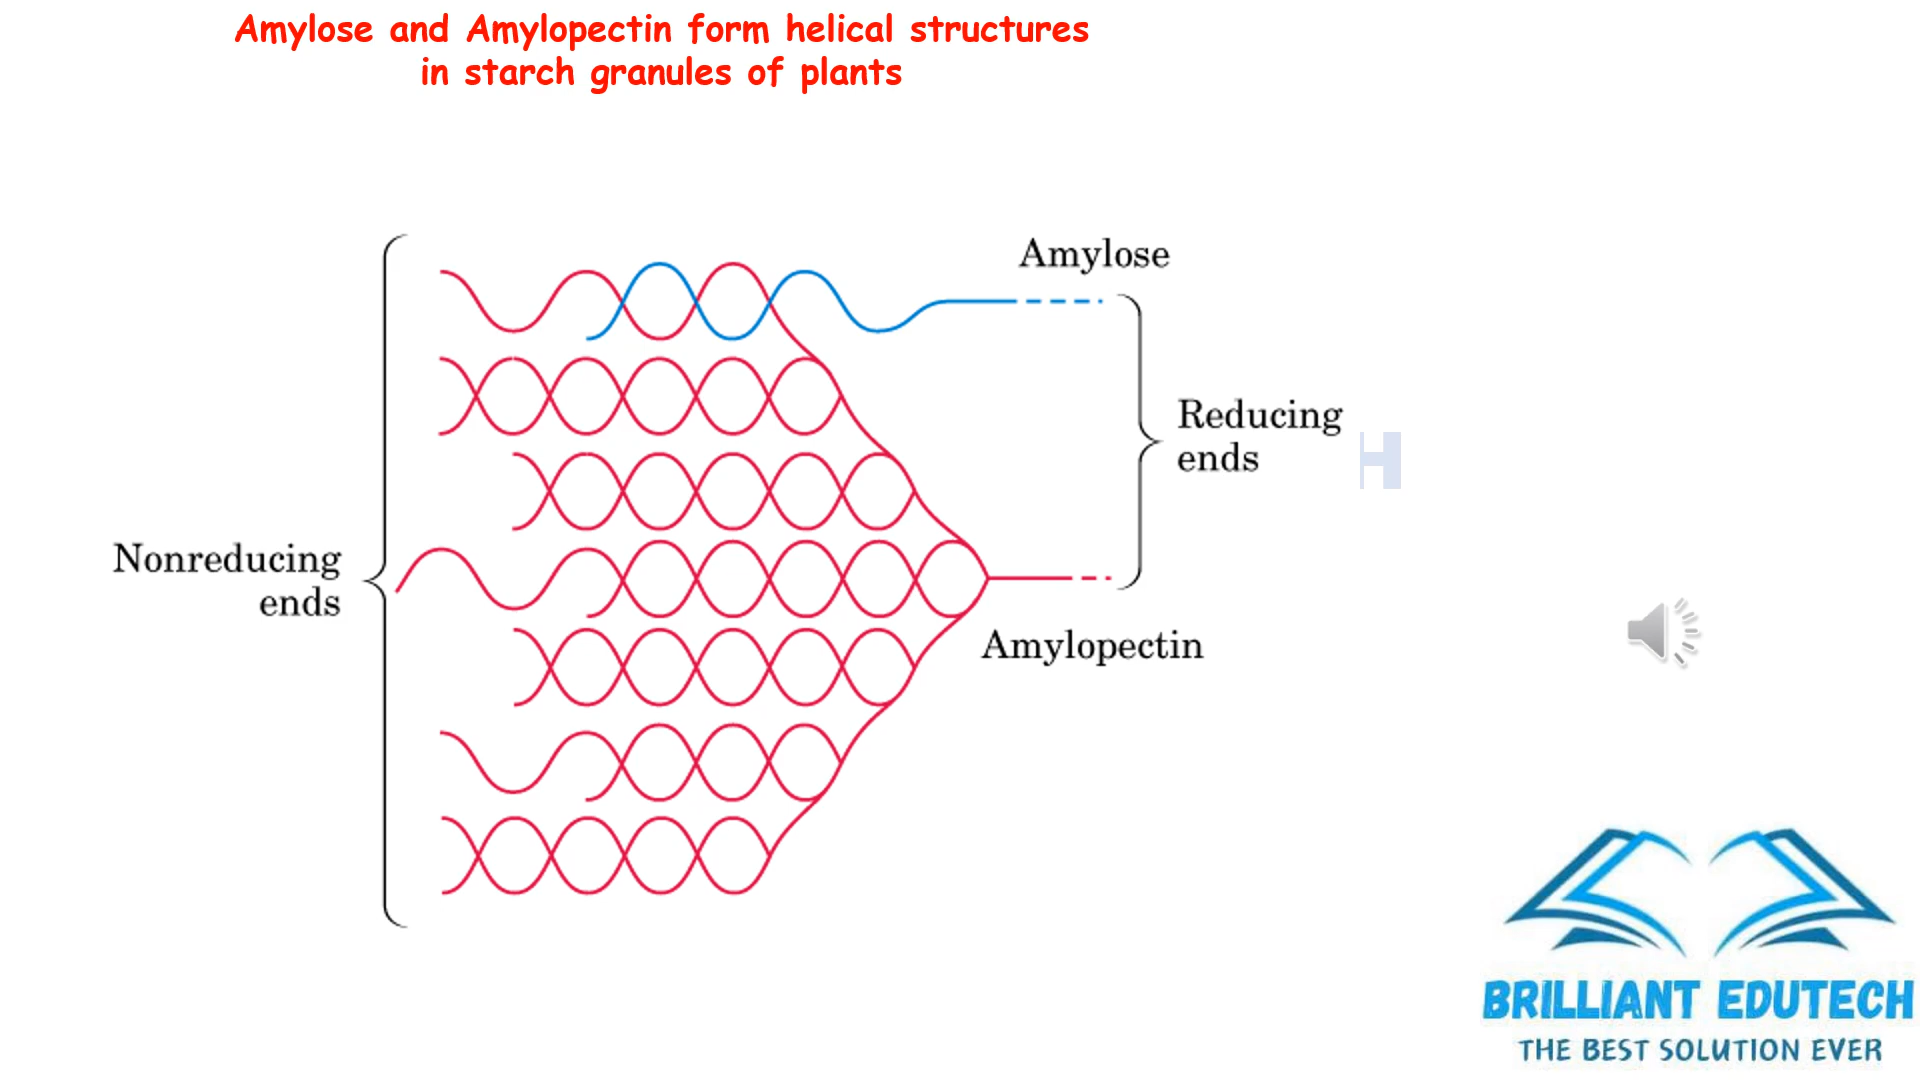 Amylose and Amylopectin form helical structures
in starch granules of plants
Amylose
Reducing
ends
H
Nonreducing
ends
Amylopectin
BRILLIANT EDUTECH
THE BEST SOLUTION EVER